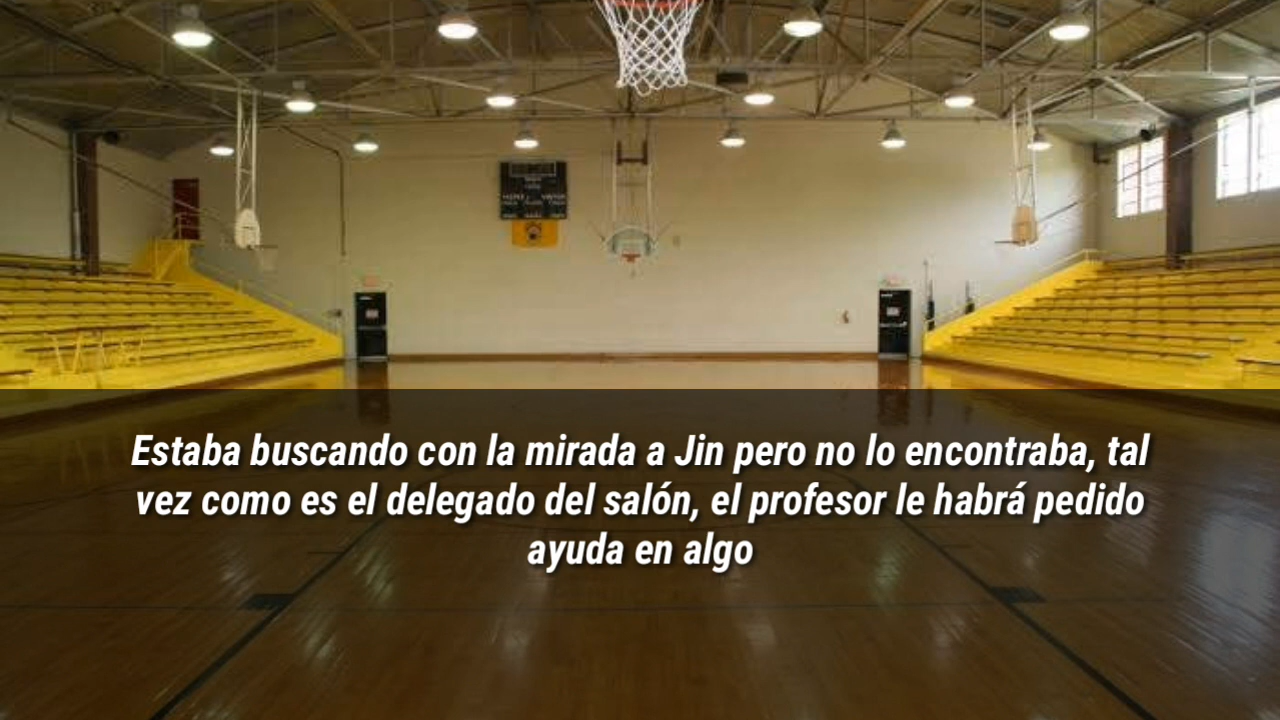 Estaba buscando con la mirada a Jin pero no lo encontraba, tal
vez como es el delegado del salón, el profesor le habrá pedido
ayuda en algo